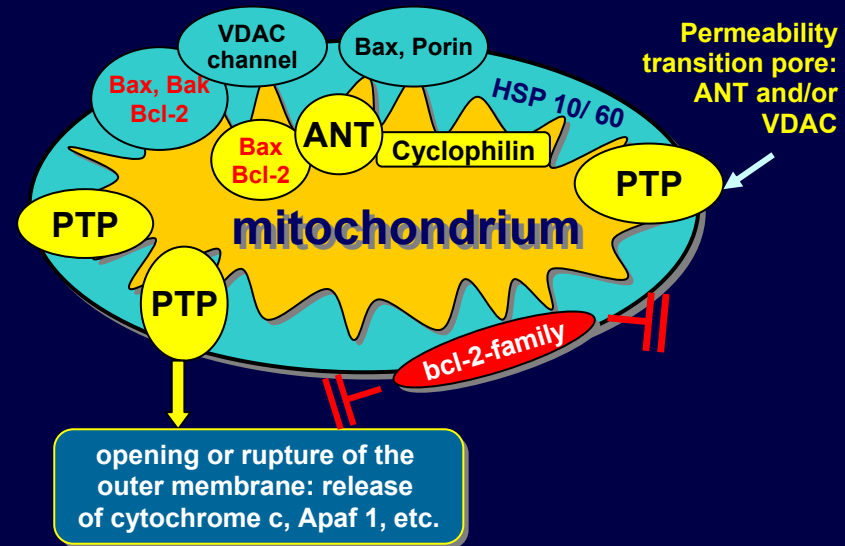 VDAC
channel
Bax, Porin
Permeability
transition pore:
ANT and/or
VDAC
Bax, Bak
Bcl-2
HSP 10/ 60
Bax
Bcl-2
ANT
Cyclophilin
PTP
PTP
mitochondrium
PTP
bcl-2-family
opening or rupture of the
outer membrane: release
of cytochrome c, Apaf 1, etc.